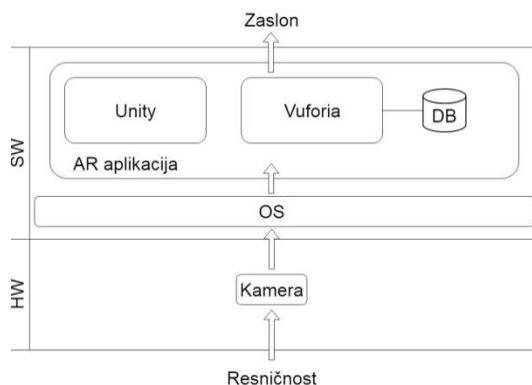 Zaslon
SW
Unity
Vuforia
DB
AR aplikacija
OS
HW
Kamera
Resničnost